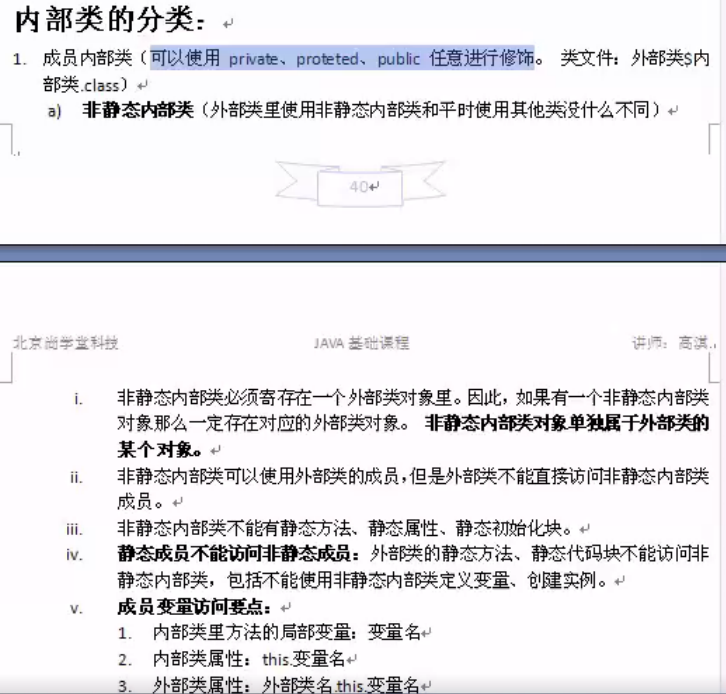 内部类的分类：
1. 成员内部类（可以使用 private、proteted、public 任意进行修饰。 类文件：外部类$内
部类.class）
a) 非静态内部类（外部类里使用非静态内部类和平时使用其他类没什么不同）
40
北京尚学堂科技 JAVA 基础课程 讲师：高淇
i. 非静态内部类必须寄存在一个外部类对象里。因此，如果有一个非静态内部类
对象那么一定存在对应的外部类对象。 非静态内部类对象单独属于外部类的
某个对象。
ii. 非静态内部类可以使用外部类的成员，但是外部类不能直接访问非静态内部类
成员。
iii. 非静态内部类不能有静态方法、静态属性、静态初始化块。
iv. 静态成员不能访问非静态成员：外部类的静态方法、静态代码块不能访问非
静态内部类，包括不能使用非静态内部类定义变量、创建实例。
v. 成员变量访问要点：
1. 内部类里方法的局部变量：变量名
2. 内部类属性：this.变量名
3. 外部类属性：外部类名.this.变量名